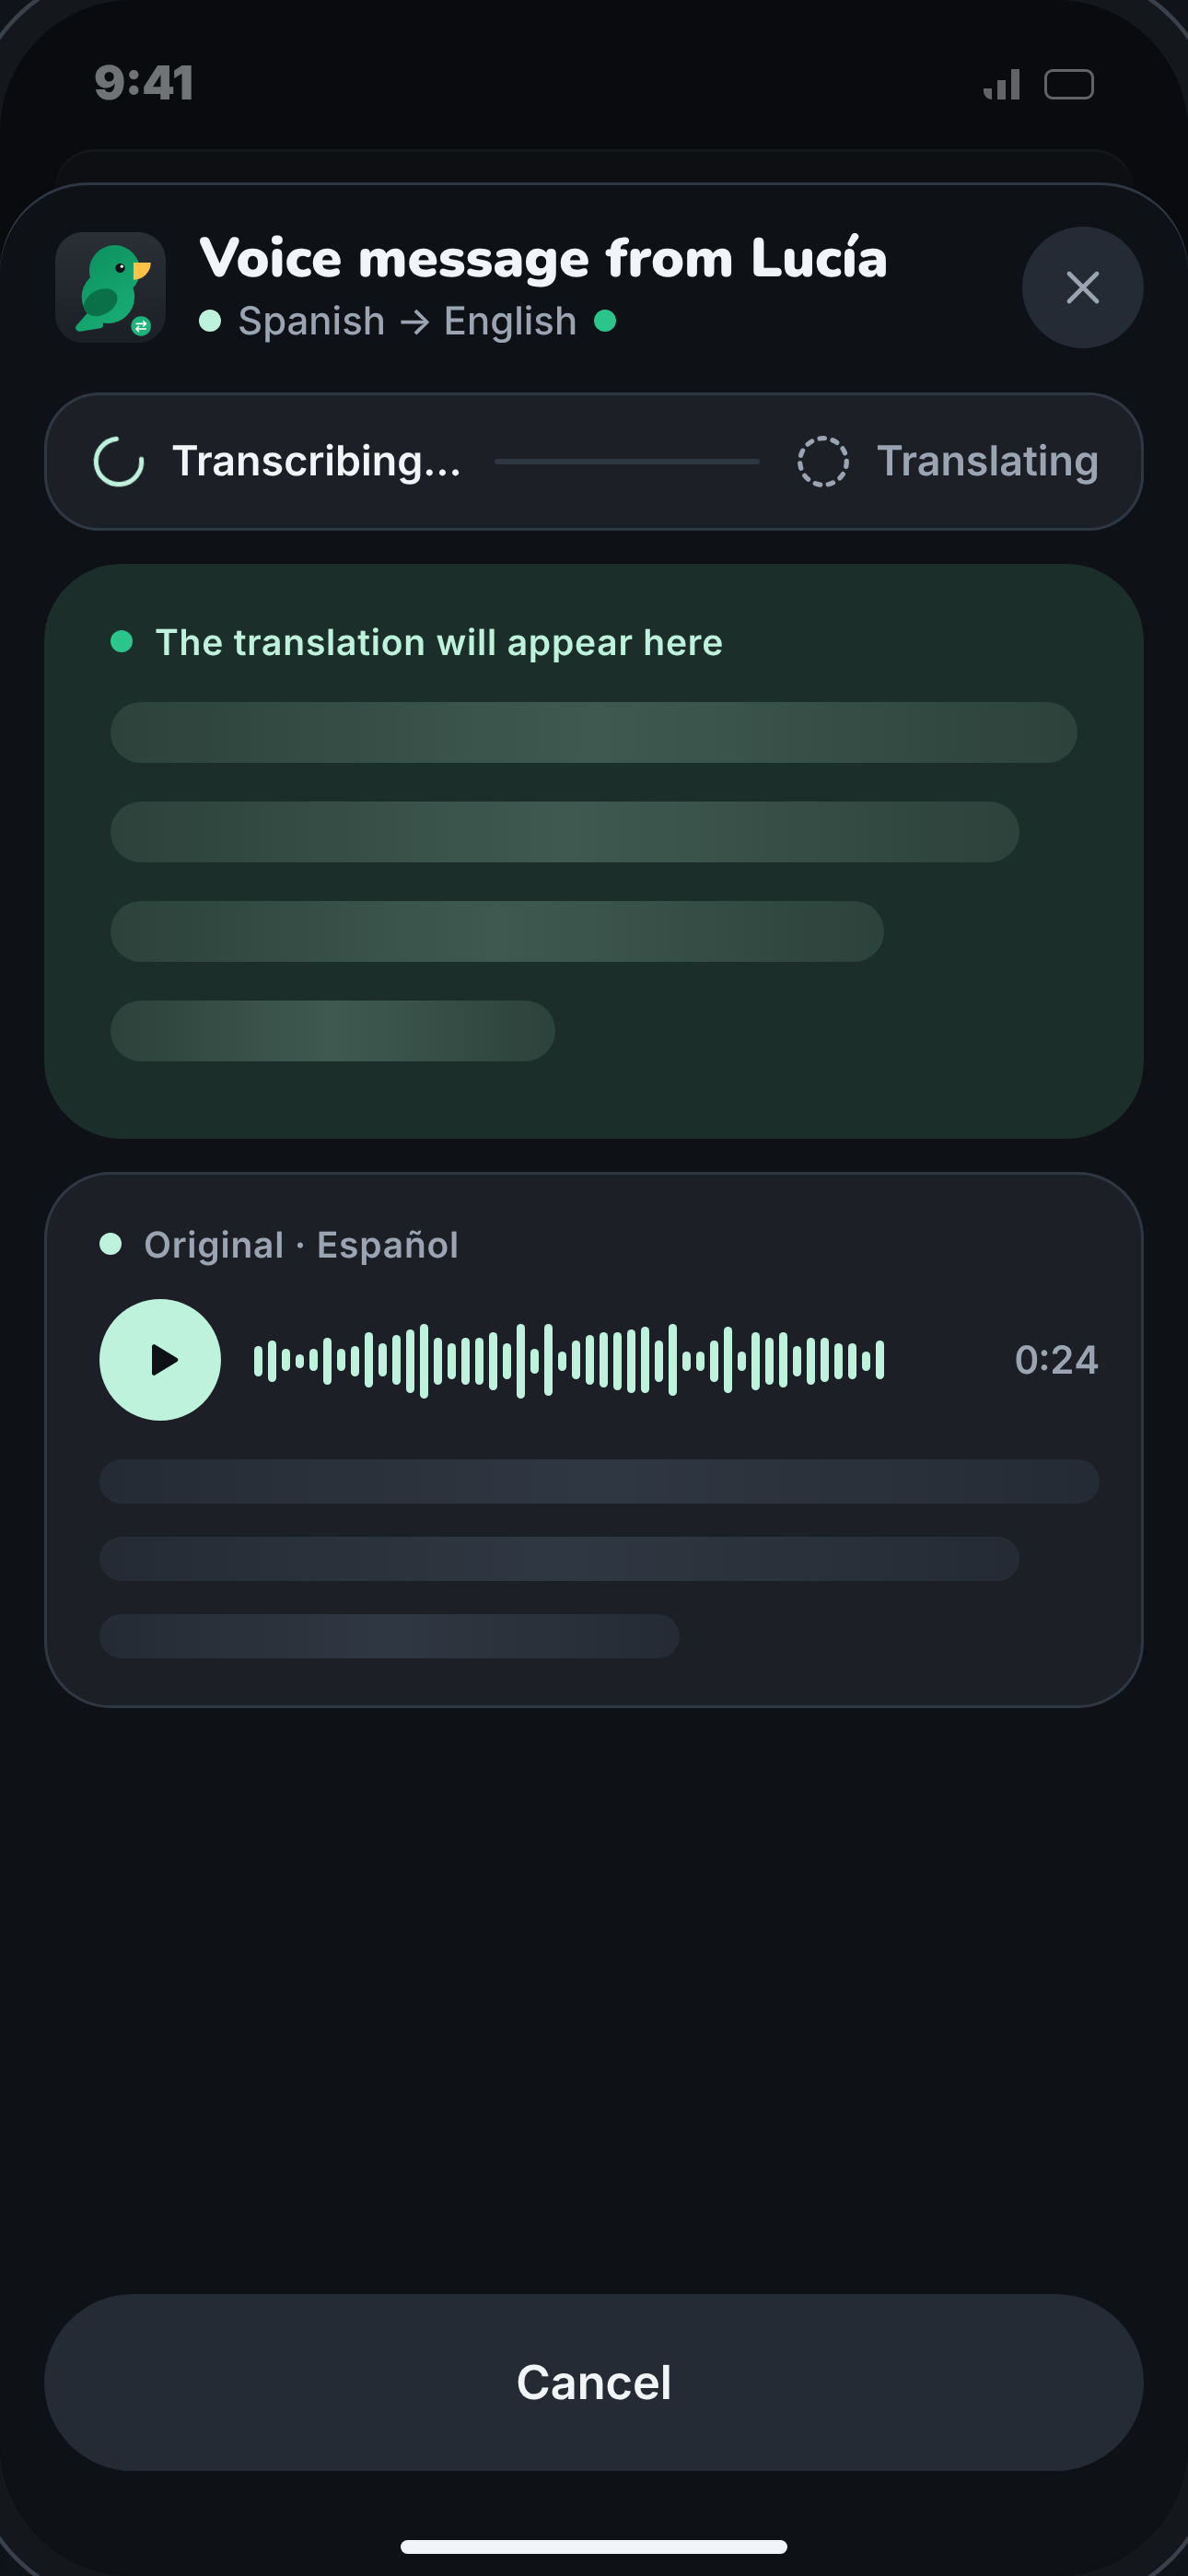 9:41
Voice message from Lucía
Spanish → English
Transcribing...
Translating
The translation will appear here
Original · Español
0:24
Cancel